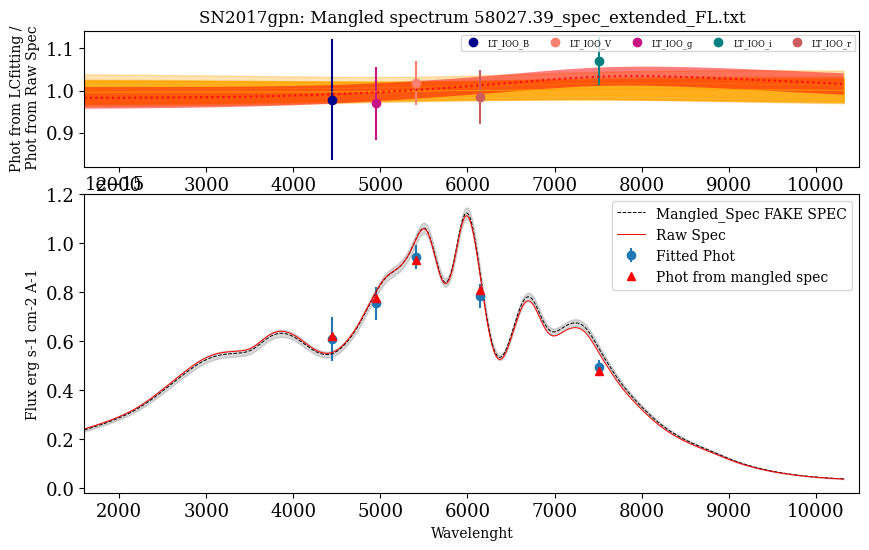 SN2017gpn: Mangled spectrum 58027.39_spec_extended_FL.txt
Phot from LCfitting /
Phot from Raw Spec
1.1
1.0
0.9
LT_IOO_B LT_IOO_V LT_IOO_g LT_IOO_i LT_IOO_r
2000 3000 4000 5000 6000 7000 8000 9000 10000
1e−15
Flux erg s-1 cm-2 A-1
1.2
1.0
0.8
0.6
0.4
0.2
0.0
Mangled_Spec FAKE SPEC
Raw Spec
Fitted Phot
Phot from mangled spec
2000 3000 4000 5000 6000 7000 8000 9000 10000
Wavelenght